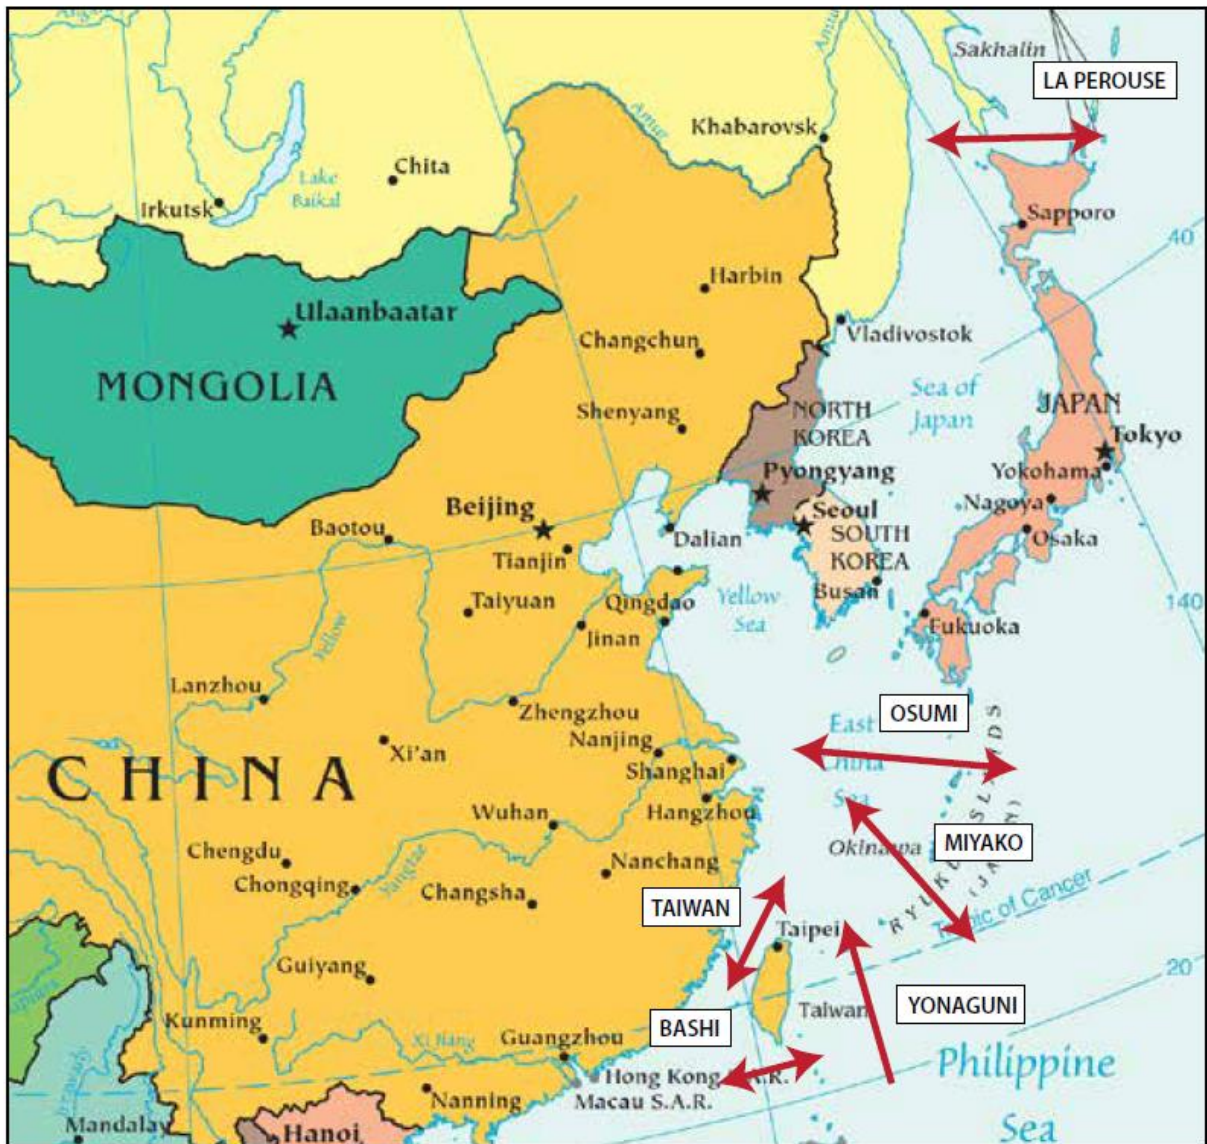 Sakhalin
LA PEROUSE
Khabarovsk
Amur
Chita
Lake
Baikal
Irkutsk
Sapporo
40
Harbin
Ulaanbaatar
Changchun
Vladivostok
MONGOLIA
Sea of
Japan
JAPAN
NORTH
KOREA
Shenyang
Tokyo
Pyongyang
Yokohama
Beijing
Nagoya
Seoul
Baotou
Dalian
SOUTH
KOREA
Osaka
Tianjin
Busan
Taiyuan
Qingdao
Yellow
Sea
140
Jinan
Fukuoka
Yellow
Lanzhou
Zhengzhou
OSUMI
East
China
Sea
Nanjing
Xi'an
Shanghai
CHINA
Hangzhou
Wuhan
MIYAKO
Okinawa
Chengdu
Nanchang
Chongqing
Yangtze
Changsha
TAIWAN
Tropic of Cancer
Taipei
Guiyang
20
Taiwan
YONAGUNI
Kunming
BASHI
Xi Jiang
Guangzhou
Philippine
Sea
Hong Kong S.A.R.
Macau S.A.R.
Nanning
Mandalay
Hanoi